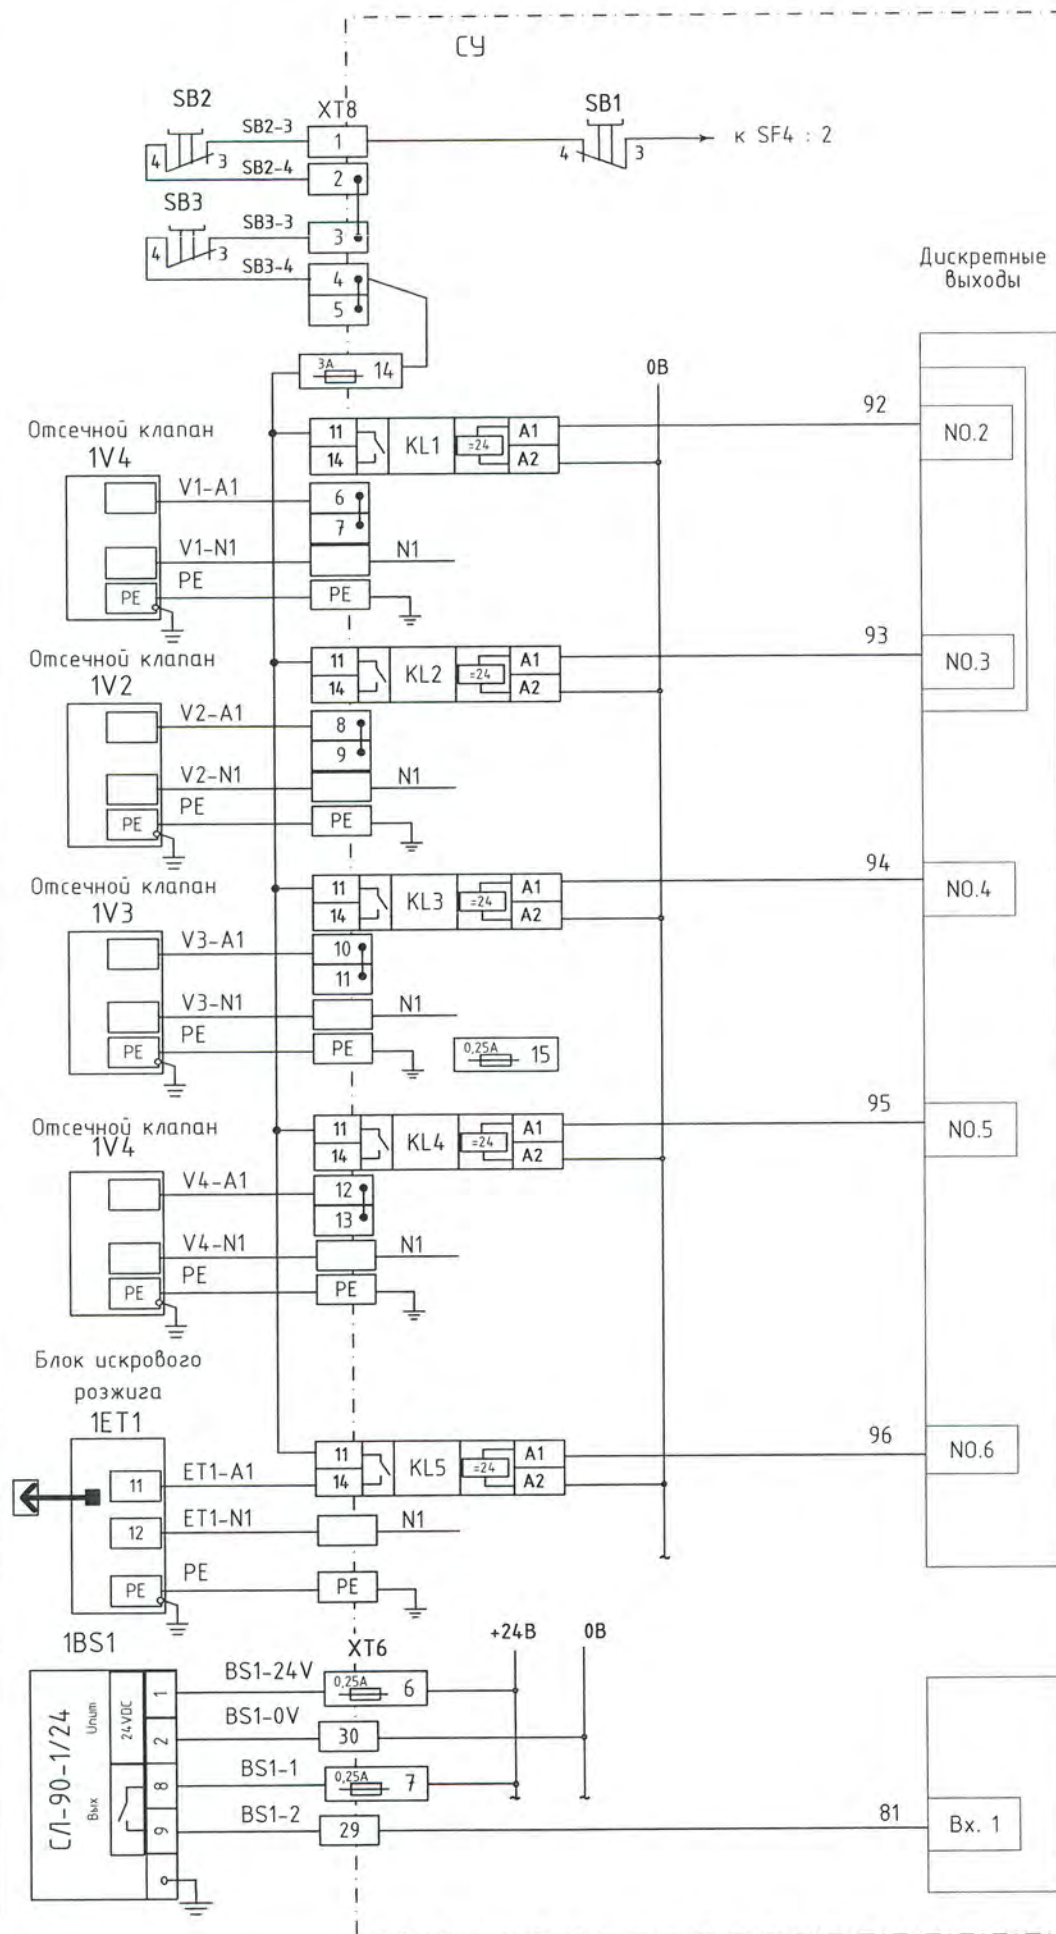 СУ
SB2
XT8
SB1
SB2-3
1
к SF4 : 2
4
3
4
3
SB2-4
2
SB3
SB3-3
3
4
3
SB3-4
4
5
Дискретные
выходы
3А
14
0В
Отсечной клапан
1V4
11
14
KL1
=24
A1
A2
92
NO.2
V1-A1
6
7
V1-N1
N1
PE
PE
PE
Отсечной клапан
1V2
11
14
KL2
=24
A1
A2
93
NO.3
V2-A1
8
9
V2-N1
N1
PE
PE
PE
Отсечной клапан
1V3
11
14
KL3
=24
A1
A2
94
NO.4
V3-A1
10
11
V3-N1
N1
PE
PE
PE
0,25А
15
Отсечной клапан
1V4
11
14
KL4
=24
A1
A2
95
NO.5
V4-A1
12
13
V4-N1
N1
PE
PE
PE
Блок искрового
розжига
1ET1
11
14
KL5
=24
A1
A2
96
NO.6
11
ET1-A1
12
ET1-N1
N1
PE
PE
PE
1BS1
XT6
+24В
0В
СЛ-90-1/24
Uпит
24VDC
Вых
1
BS1-24V
0,25А
6
2
BS1-0V
30
8
BS1-1
0,25А
7
9
BS1-2
29
81
Вх. 1